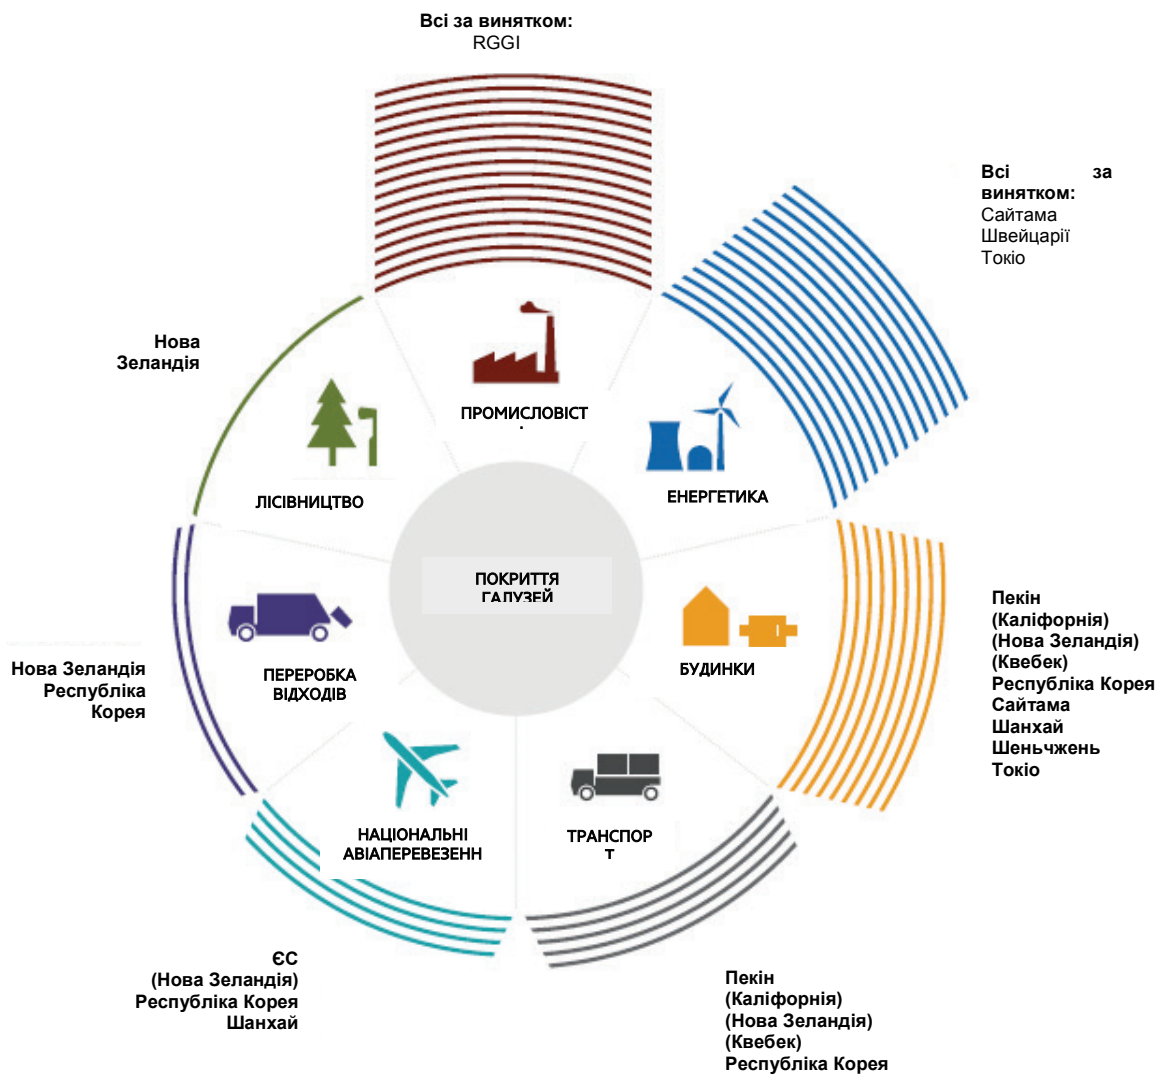 Всі за винятком:
RGGI
Всі за
винятком:
Сайтама
Швейцарії
Токіо
Нова
Зеландія
ПРОМИСЛОВІСТ
ЛІСІВНИЦТВО
ЕНЕРГЕТИКА
ПОКРИТТЯ
ГАЛУЗЕЙ
Пекін
(Каліфорнія)
(Нова Зеландія)
(Квебек)
Республіка Корея
Сайтама
Шанхай
Шеньчжень
Токіо
БУДИНКИ
Нова Зеландія
Республіка
Корея
ПЕРЕРОБКА
ВІДХОДІВ
НАЦІОНАЛЬНІ
АВІАПЕРЕВЕЗЕНН
ТРАНСПОР
Т
ЄС
(Нова Зеландія)
Республіка Корея
Шанхай
Пекін
(Каліфорнія)
(Нова Зеландія)
(Квебек)
Республіка Корея